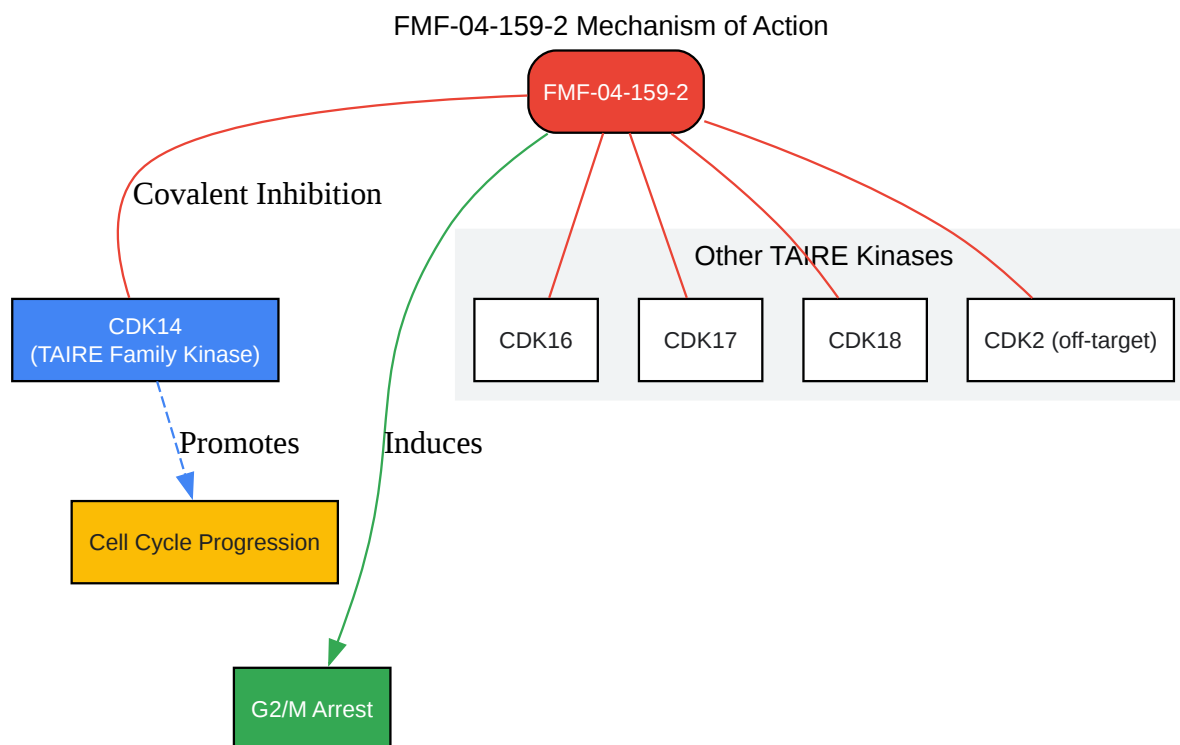 FMF-04-159-2 Mechanism of Action
FMF-04-159-2
Covalent Inhibition
Other TAIRE Kinases
CDK14
(TAIRE Family Kinase)
CDK16
CDK17
CDK18
CDK2 (off-target)
Promotes
Induces
Cell Cycle Progression
G2/M Arrest